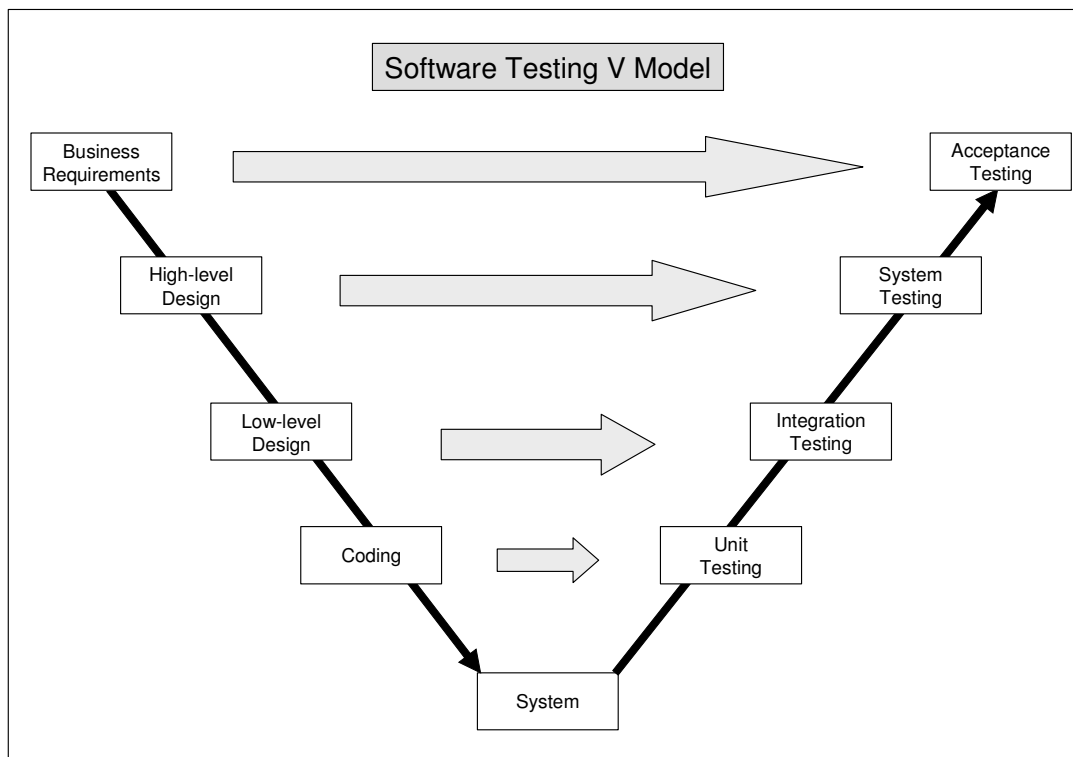 Software Testing V Model
Business
Requirements
Acceptance
Testing
High-level
Design
System
Testing
Low-level
Design
Integration
Testing
Coding
Unit
Testing
System